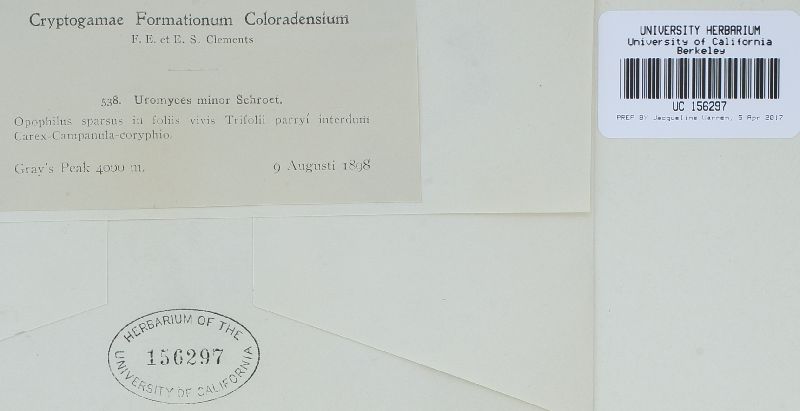 Cryptogamae Formationum Coloradensium
F. E. et E. S. Clements
538. Uromyces minor Schroet.
Opophilus sparsus in foliis vivis Trifolii parryi interdum
Carex-Campanula-coryphio.
Gray's Peak 4000 m. 9 Augusti 1898
UNIVERSITY HERBARIUM
University of California
Berkeley
UC 156297
PREP BY Jacqueline Warren, 5 Apr 2017
HERBARIUM OF THE
156297
UNIVERSITY OF CALIFORNIA